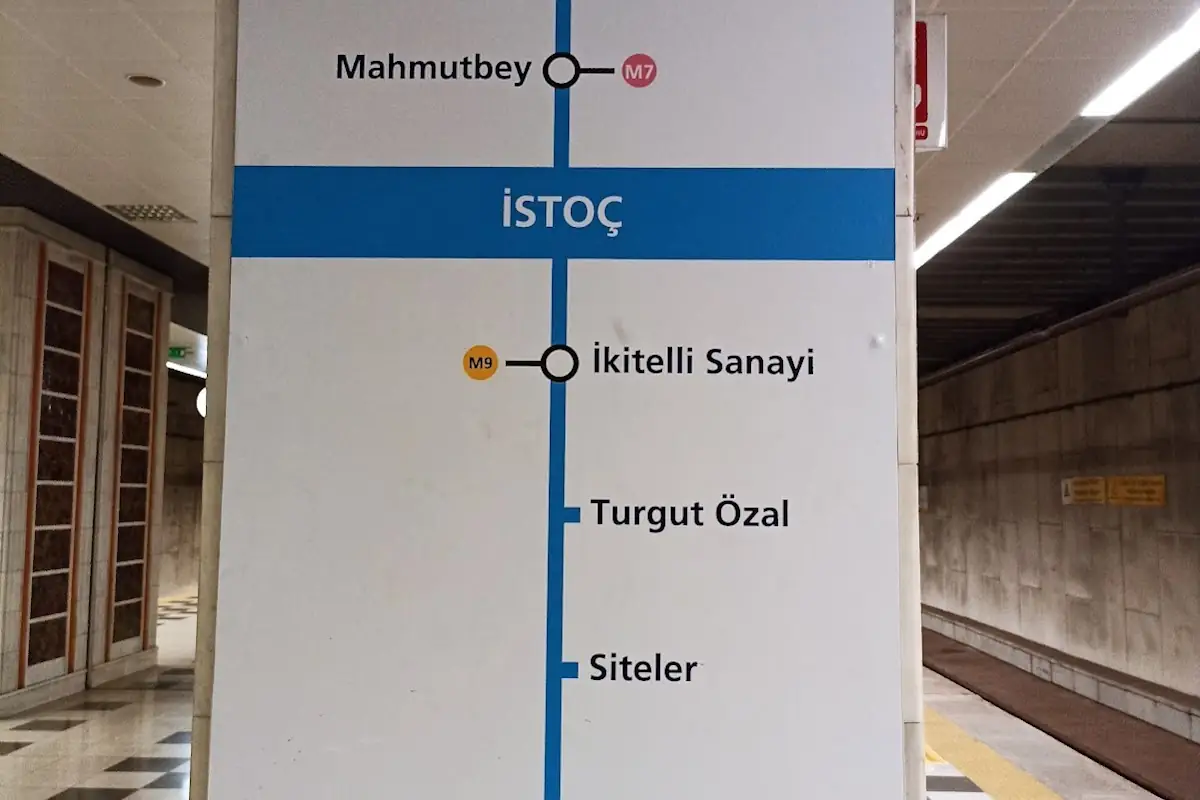 Mahmutbey M7
İSTOÇ
M9 İkitelli Sanayi
Turgut Özal
Siteler